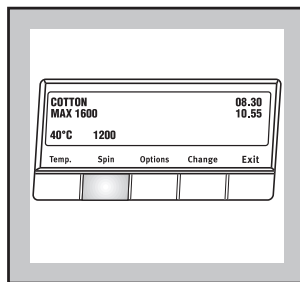 COTTON 08.30
MAX 1600 10.55
40°C 1200
Temp. Spin Options Change Exit